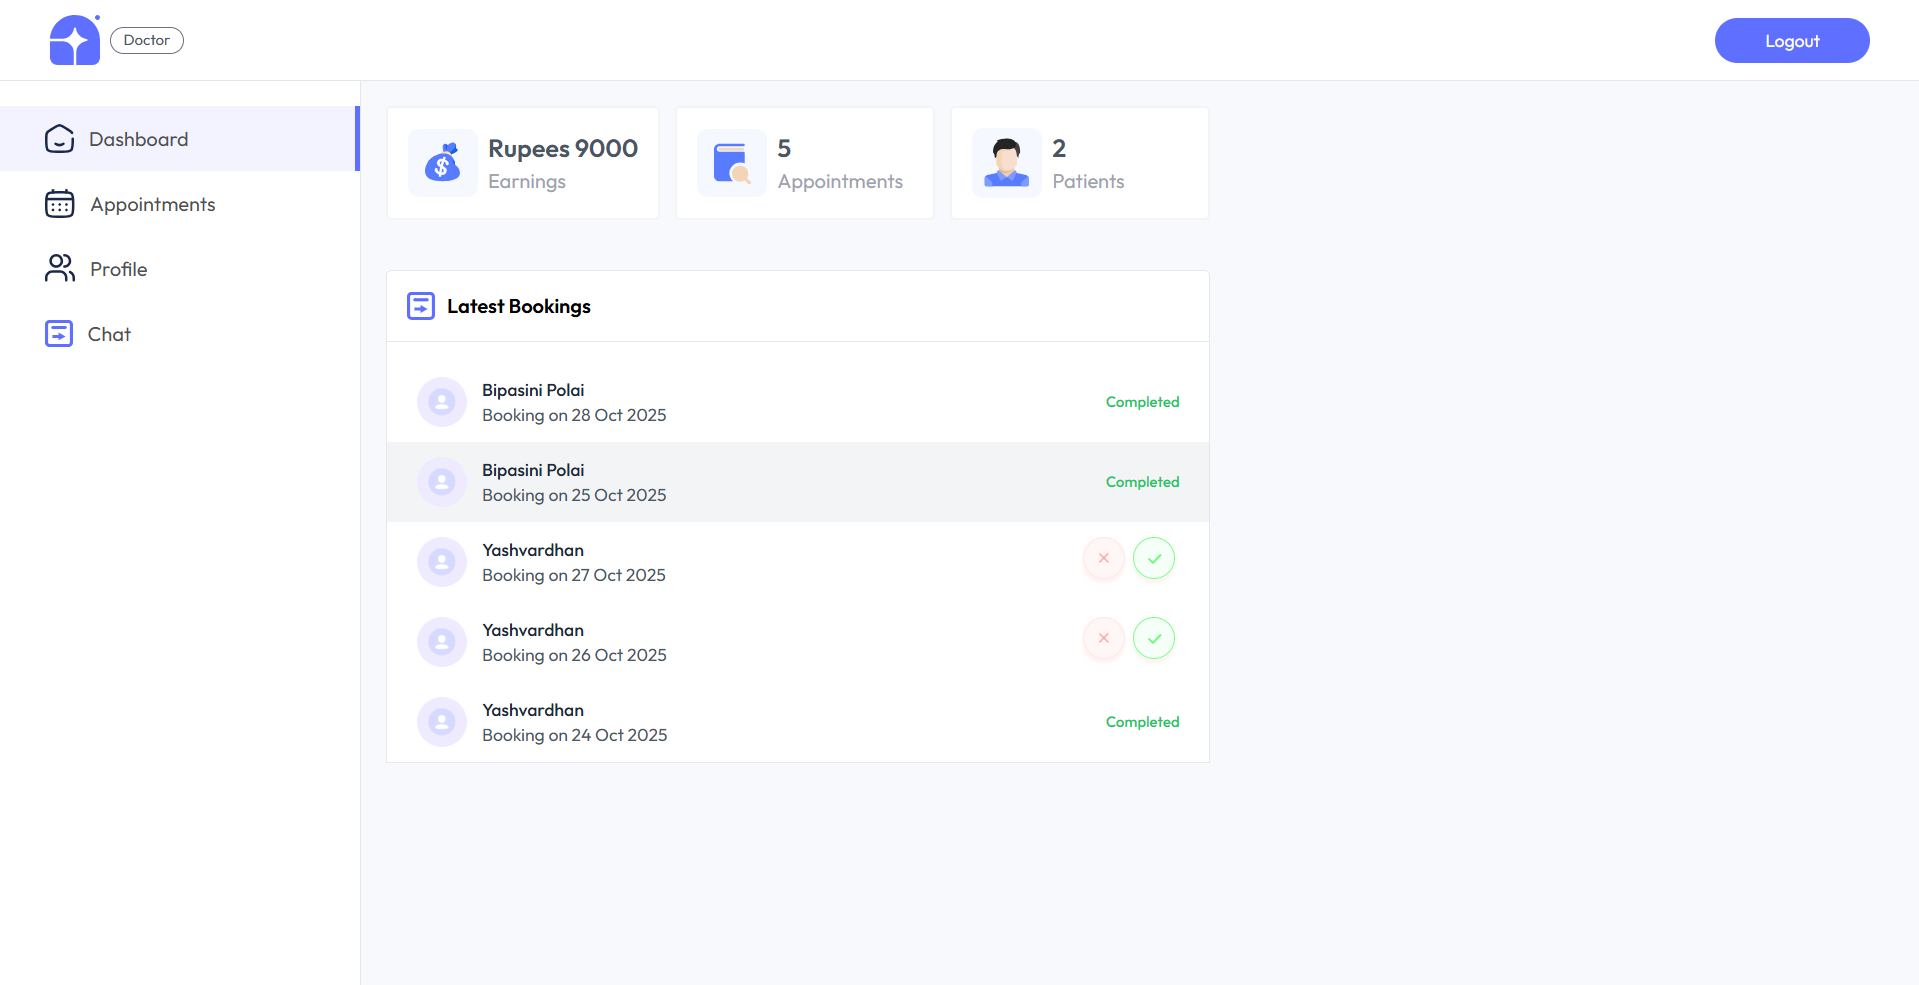 Doctor
Logout
Dashboard
Appointments
Profile
Chat
Rupees 9000
Earnings
5
Appointments
2
Patients
Latest Bookings
Bipasini Polai
Booking on 28 Oct 2025
Completed
Bipasini Polai
Booking on 25 Oct 2025
Completed
Yashvardhan
Booking on 27 Oct 2025
Yashvardhan
Booking on 26 Oct 2025
Yashvardhan
Booking on 24 Oct 2025
Completed